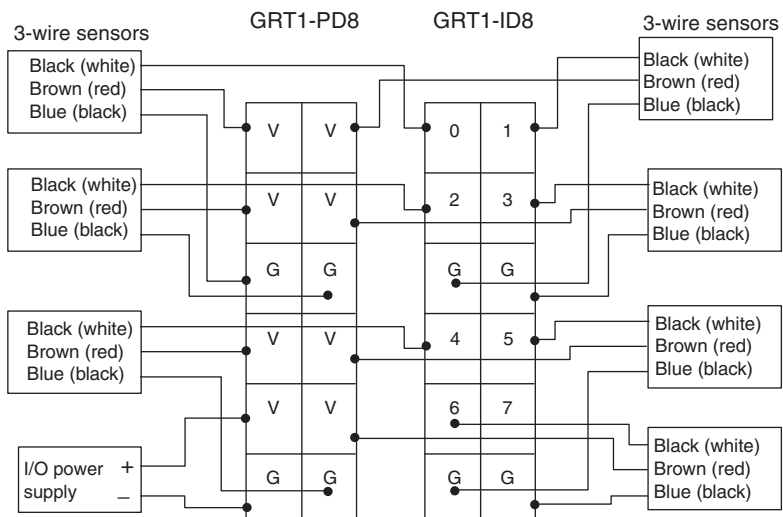 GRT1-PD8
GRT1-ID8
3-wire sensors
3-wire sensors
Black (white)
Brown (red)
Blue (black)
Black (white)
Brown (red)
Blue (black)
V
V
0
1
Black (white)
Brown (red)
Blue (black)
V
V
2
3
Black (white)
Brown (red)
Blue (black)
G
G
G
G
Black (white)
Brown (red)
Blue (black)
V
V
4
5
Black (white)
Brown (red)
Blue (black)
V
V
6
7
I/O power
supply
+
–
G
G
G
G
Black (white)
Brown (red)
Blue (black)